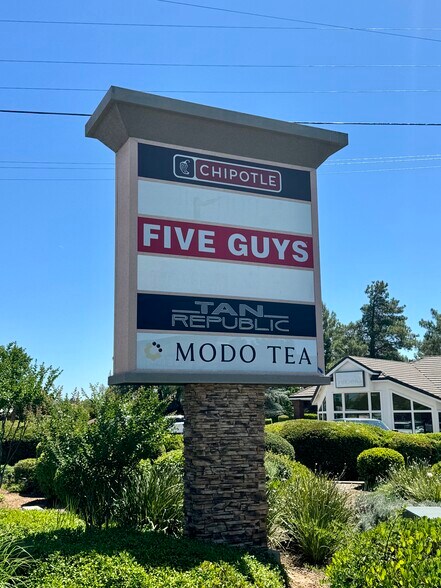 CHIPOTLE
FIVE GUYS
TAN
REPUBLIC
MODO TEA